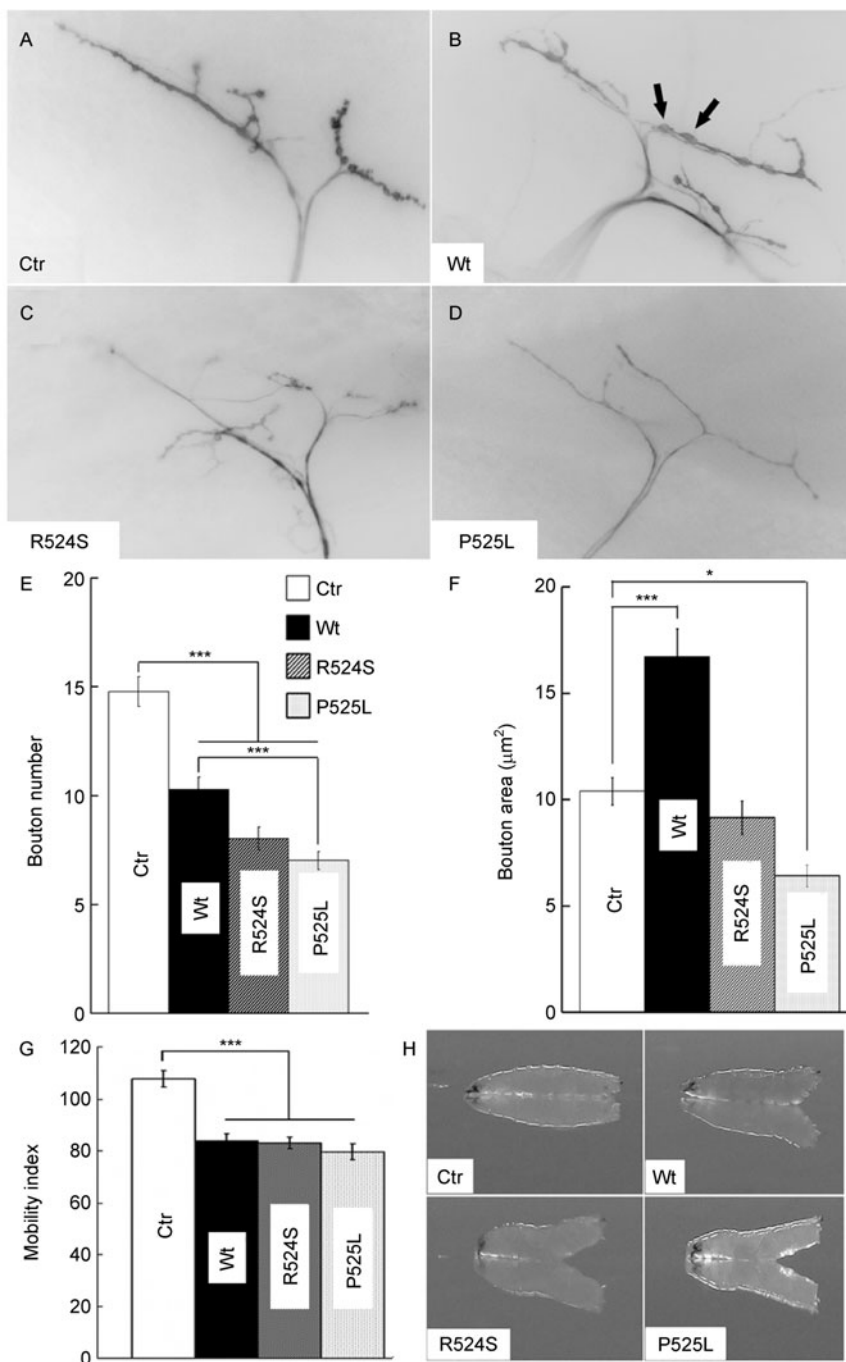 A
Ctr
B
Wt
C
R524S
D
P525L
E
20
15
10
5
0
Bouton number
***
***
Ctr
Wt
R524S
P525L
Ctr
Wt
R524S
P525L
F
20
15
10
5
0
Bouton area (μm²)
*
***
Ctr
Wt
R524S
P525L
G
120
100
80
60
40
20
0
Mobility index
***
Ctr
Wt
R524S
P525L
H
Ctr
Wt
R524S
P525L